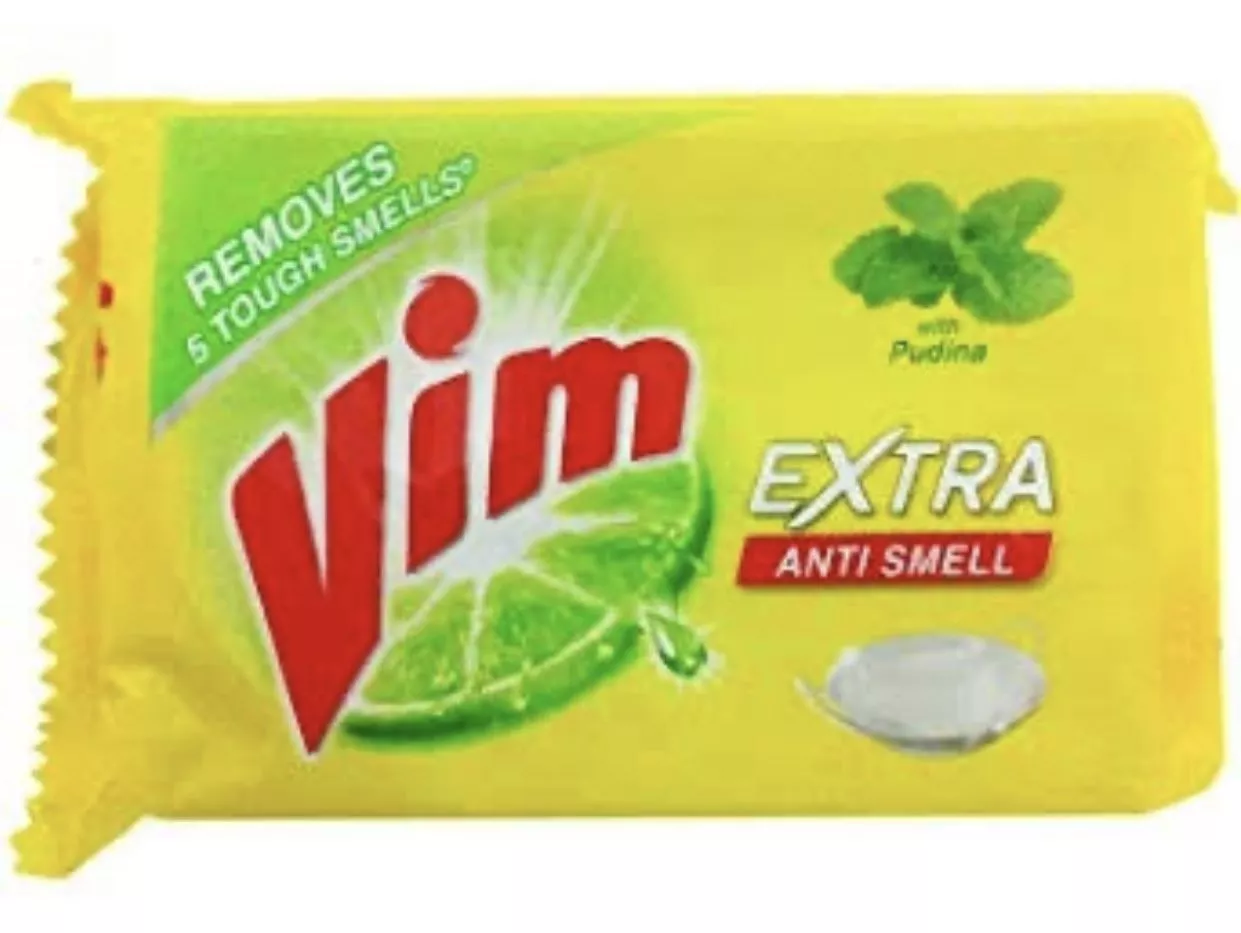 REMOVES
5 TOUGH SMELLS*
Vim
with
Pudina
EXTRA
ANTI SMELL